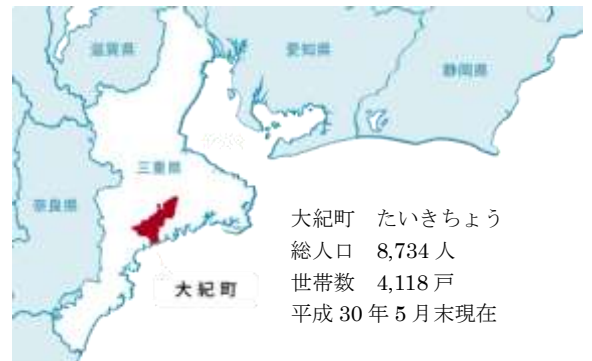 滋賀県
愛知県
静岡県
三重県
奈良県
大紀町
大紀町　たいきちょう
総人口　8,734 人
世帯数　4,118 戸
平成 30 年 5 月末現在